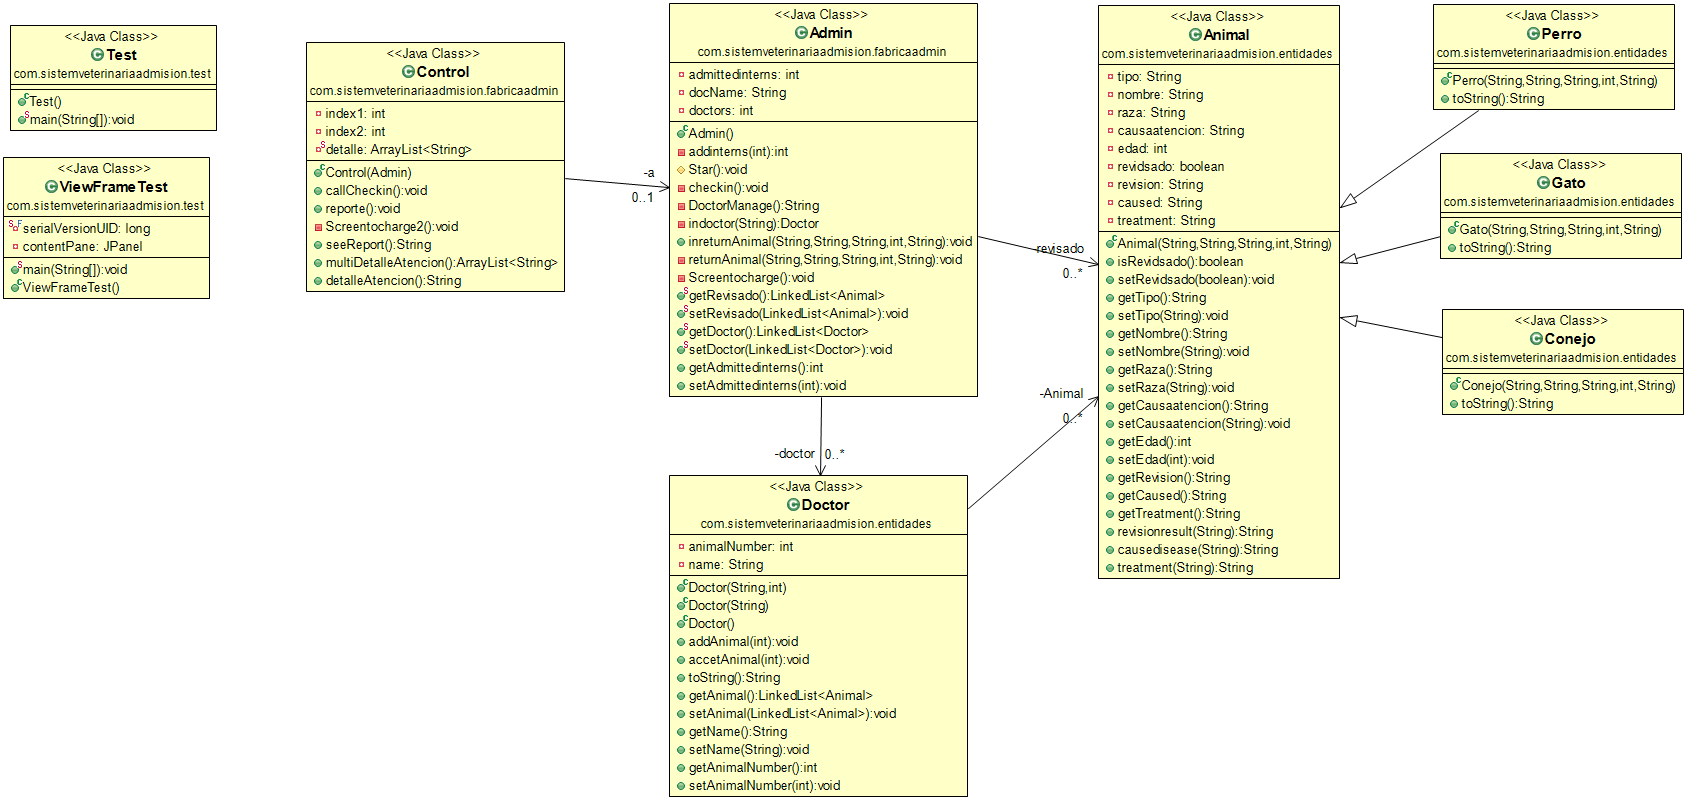 <<Java Class>>
Test
com.sistemveterinariaadmision.test
Test()
main(String[]):void
<<Java Class>>
ViewFrameTest
com.sistemveterinariaadmision.test
serialVersionUID: long
contentPane: JPanel
main(String[]):void
ViewFrameTest()
<<Java Class>>
Control
com.sistemveterinariaadmision.fabricaadmin
index1: int
index2: int
detalle: ArrayList<String>
Control(Admin)
callCheckin():void
reporte():void
Screentocharge2():void
seeReport():String
multiDetalleAtencion():ArrayList<String>
detalleAtencion():String
-a
0..1
<<Java Class>>
Admin
com.sistemveterinariaadmision.fabricaadmin
admittedinterns: int
docName: String
doctors: int
Admin()
addinterns(int):int
Star():void
checkin():void
DoctorManage():String
indoctor(String):Doctor
inreturnAnimal(String,String,String,int,String):void
returnAnimal(String,String,String,int,String):void
Screentocharge():void
getRevisado():LinkedList<Animal>
setRevisado(LinkedList<Animal>):void
getDoctor():LinkedList<Doctor>
setDoctor(LinkedList<Doctor>):void
getAdmittedinterns():int
setAdmittedinterns(int):void
-doctor
0..*
<<Java Class>>
Doctor
com.sistemveterinariaadmision.entidades
animalNumber: int
name: String
Doctor(String,int)
Doctor(String)
Doctor()
addAnimal(int):void
accetAnimal(int):void
toString():String
getAnimal():LinkedList<Animal>
setAnimal(LinkedList<Animal>):void
getName():String
setName(String):void
getAnimalNumber():int
setAnimalNumber(int):void
-revisado
0..*
-Animal
0..*
<<Java Class>>
Animal
com.sistemveterinariaadmision.entidades
tipo: String
nombre: String
raza: String
causaatencion: String
edad: int
revidsado: boolean
revision: String
caused: String
treatment: String
Animal(String,String,String,int,String)
isRevidsado():boolean
setRevidsado(boolean):void
getTipo():String
setTipo(String):void
getNombre():String
setNombre(String):void
getRaza():String
setRaza(String):void
getCausaatencion():String
setCausaatencion(String):void
getEdad():int
setEdad(int):void
getRevision():String
getCaused():String
getTreatment():String
revisionresult(String):String
causedisease(String):String
treatment(String):String
<<Java Class>>
Perro
com.sistemveterinariaadmision.entidades
Perro(String,String,String,int,String)
toString():String
<<Java Class>>
Gato
com.sistemveterinariaadmision.entidades
Gato(String,String,String,int,String)
toString():String
<<Java Class>>
Conejo
com.sistemveterinariaadmision.entidades
Conejo(String,String,String,int,String)
toString():String